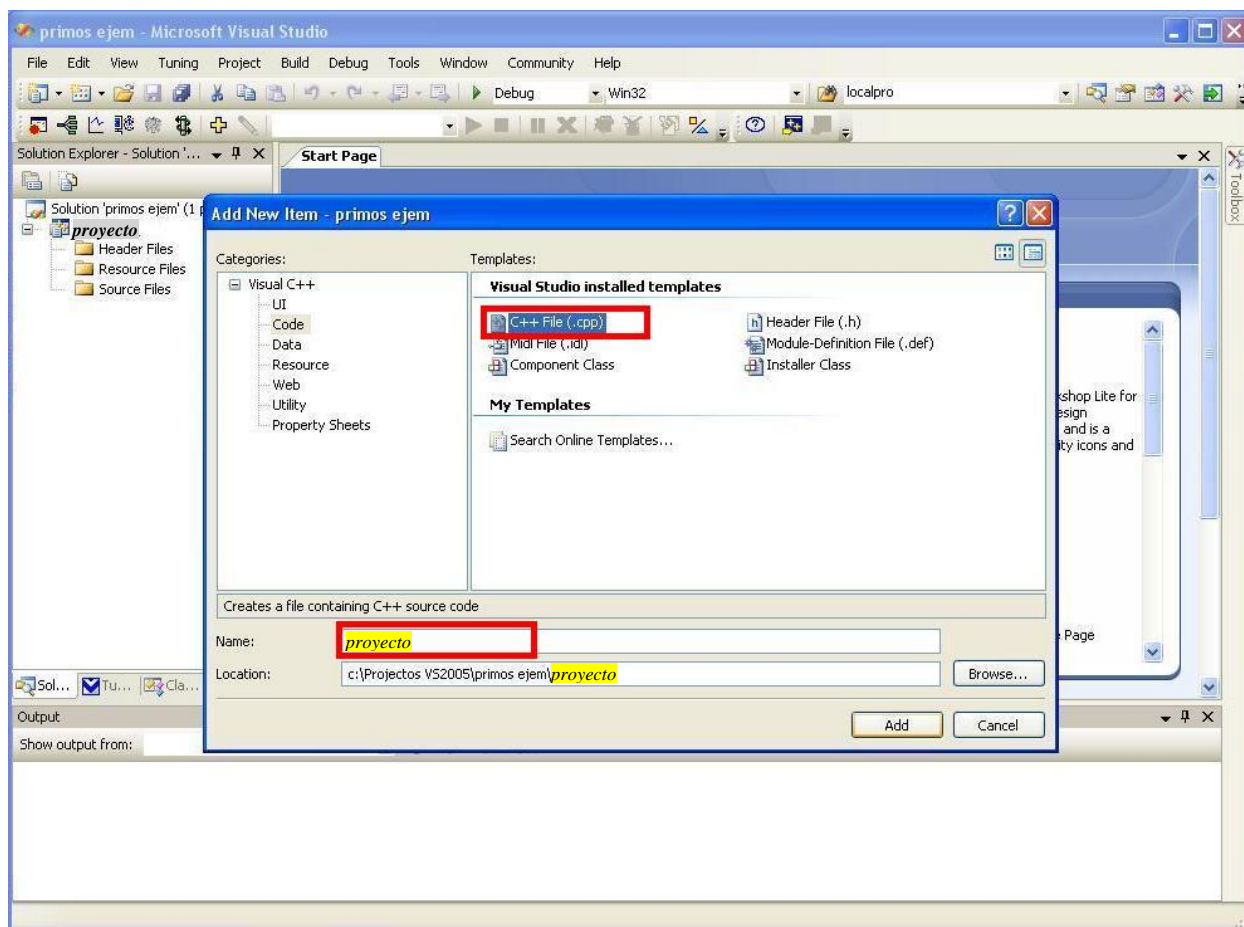 primos ejem - Microsoft Visual Studio
File Edit View Tuning Project Build Debug Tools Window Community Help
Debug Win32 localpro
Solution Explorer - Solution '...
Start Page
Toolbox
Solution 'primos ejem' (1
proyecto
Header Files
Resource Files
Source Files
Add New Item - primos ejem
Categories:
Templates:
Visual C++
UI
Code
Data
Resource
Web
Utility
Property Sheets
Visual Studio installed templates
C++ File (.cpp)
Header File (.h)
Midl File (.idl)
Module-Definition File (.def)
Component Class
Installer Class
My Templates
Search Online Templates...
Creates a file containing C++ source code
Name: proyecto
Location: c:\Projectos VS2005\primos ejem\proyecto
Browse...
Add Cancel
kshop Lite for
esign
and is a
ity icons and
Page
Sol... Tu... Cla...
Output
Show output from: